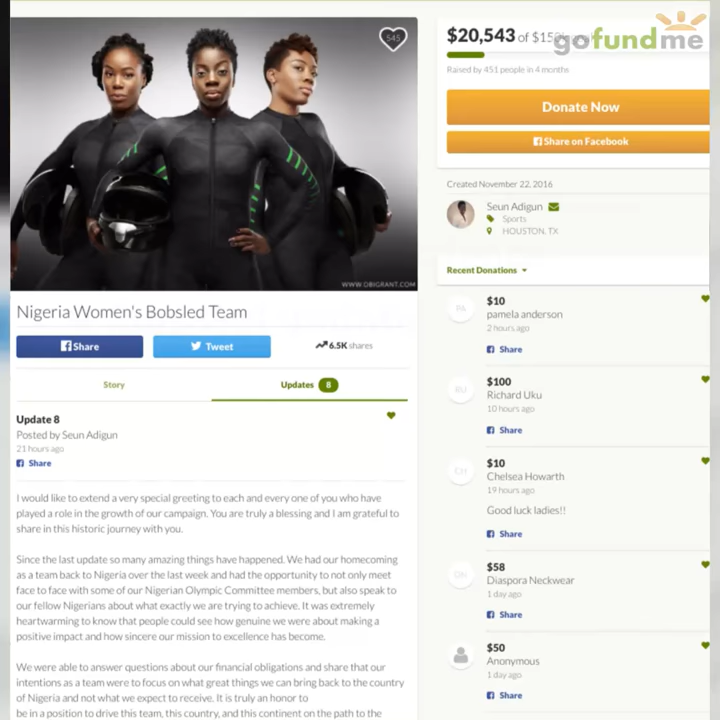 545
WWW.OBIGRANT.COM
Nigeria Women's Bobsled Team
Share
Tweet
6.5K shares
Story
Updates 8
Update 8
Posted by Seun Adigun
21 hours ago
Share
I would like to extend a very special greeting to each and every one of you who have
played a role in the growth of our campaign. You are truly a blessing and I am grateful to
share in this historic journey with you.
Since the last update so many amazing things have happened. We had our homecoming
as a team back to Nigeria over the last week and had the opportunity to not only meet
face to face with some of our Nigerian Olympic Committee members, but also speak to
our fellow Nigerians about what exactly we are trying to achieve. It was extremely
heartwarming to know that people could see how genuine we were about making a
positive impact and how sincere our mission to excellence has become.
We were able to answer questions about our financial obligations and share that our
intentions as a team were to focus on what great things we can bring back to the country
of Nigeria and not what we expect to receive. It is truly an honor to
be in a position to drive this team, this country, and this continent on the path to the
$20,543 of
gofundme
Raised by 451 people in 4 months
Donate Now
Share on Facebook
Created November 22, 2016
Seun Adigun
Sports
HOUSTON, TX
Recent Donations
PA
$10
pamela anderson
2 hours ago
Share
RU
$100
Richard Uku
10 hours ago
Share
CH
$10
Chelsea Howarth
19 hours ago
Good luck ladies!!
Share
$58
Diaspora Neckwear
1 day ago
Share
$50
Anonymous
1 day ago
Share